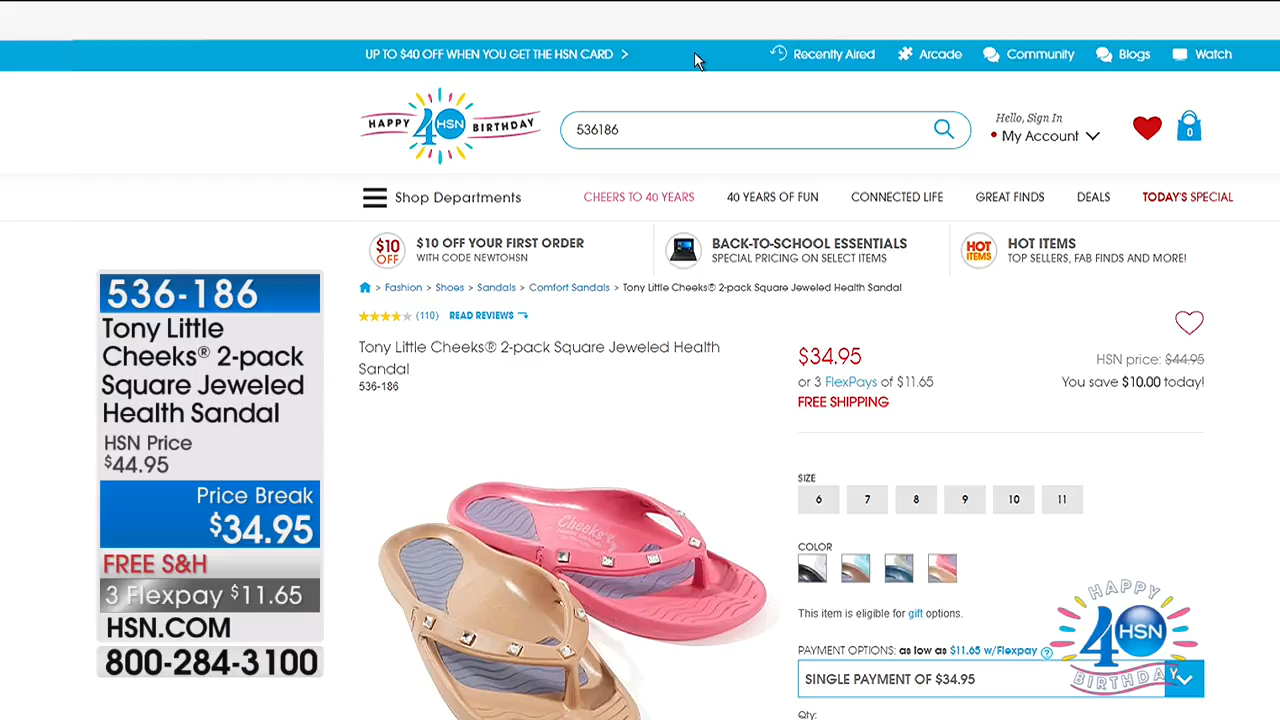 UP TO $40 OFF WHEN YOU GET THE HSN CARD >
Recently Aired
Arcade
Community
Blogs
Watch
HAPPY 40 HSN BIRTHDAY
536186
Hello, Sign In
My Account
0
Shop Departments
CHEERS TO 40 YEARS
40 YEARS OF FUN
CONNECTED LIFE
GREAT FINDS
DEALS
TODAY'S SPECIAL
$10 OFF
$10 OFF YOUR FIRST ORDER
WITH CODE NEWTOHSN
BACK-TO-SCHOOL ESSENTIALS
SPECIAL PRICING ON SELECT ITEMS
HOT ITEMS
HOT ITEMS
TOP SELLERS, FAB FINDS AND MORE!
> Fashion > Shoes > Sandals > Comfort Sandals > Tony Little Cheeks® 2-pack Square Jeweled Health Sandal
(110) READ REVIEWS
Tony Little Cheeks® 2-pack Square Jeweled Health
Sandal
536-186
$34.95
HSN price: $44.95
or 3 FlexPays of $11.65
You save $10.00 today!
FREE SHIPPING
SIZE
6 7 8 9 10 11
COLOR
This item is eligible for gift options.
PAYMENT OPTIONS: as low as $11.65 w/Flexpay ?
SINGLE PAYMENT OF $34.95
Qty:
Cheeks
536-186
Tony Little
Cheeks® 2-pack
Square Jeweled
Health Sandal
HSN Price
$44.95
Price Break
$34.95
FREE S&H
3 Flexpay $11.65
HSN.COM
800-284-3100
HAPPY
40 HSN
BIRTHDAY